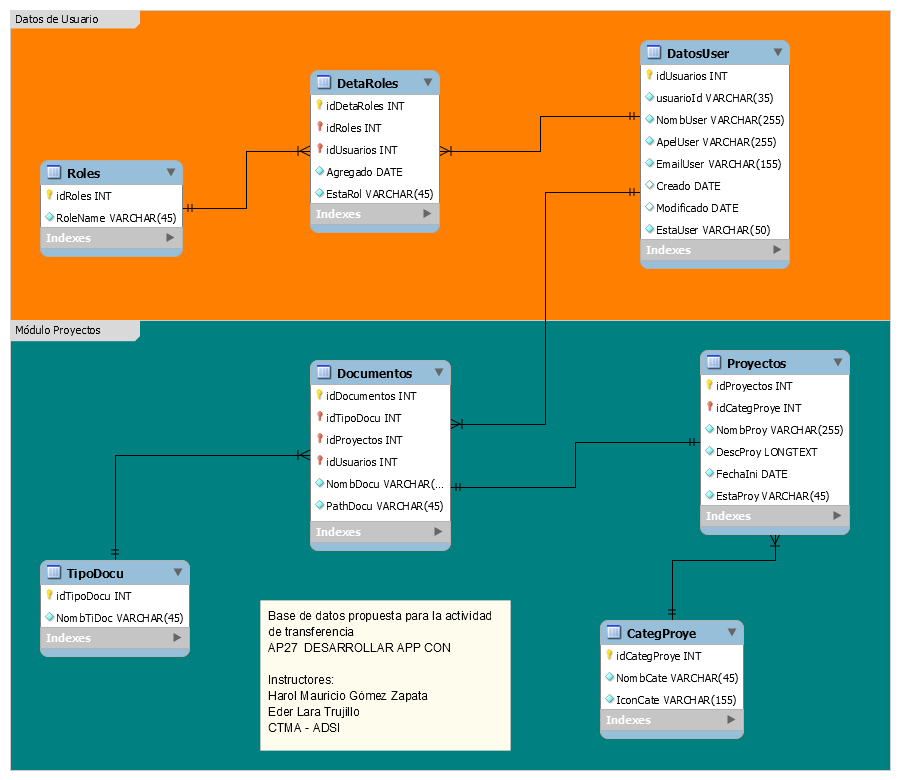 Datos de Usuario
DetaRoles
idDetaRoles INT
idRoles INT
idUsuarios INT
Agregado DATE
EstaRol VARCHAR(45)
Indexes
DatosUser
idUsuarios INT
usuarioId VARCHAR(35)
NombUser VARCHAR(255)
ApelUser VARCHAR(255)
EmailUser VARCHAR(155)
Creado DATE
Modificado DATE
EstaUser VARCHAR(50)
Indexes
Roles
idRoles INT
RoleName VARCHAR(45)
Indexes
Módulo Proyectos
Documentos
idDocumentos INT
idTipoDocu INT
idProyectos INT
idUsuarios INT
NombDocu VARCHAR(...
PathDocu VARCHAR(45)
Indexes
Proyectos
idProyectos INT
idCategProye INT
NombProy VARCHAR(255)
DescProy LONGTEXT
FechaIni DATE
EstaProy VARCHAR(45)
Indexes
TipoDocu
idTipoDocu INT
NombTiDoc VARCHAR(45)
Indexes
Base de datos propuesta para la actividad
de transferencia
AP27 DESARROLLAR APP CON
Instructores:
Harol Mauricio Gómez Zapata
Eder Lara Trujillo
CTMA - ADSI
CategProye
idCategProye INT
NombCate VARCHAR(45)
IconCate VARCHAR(155)
Indexes